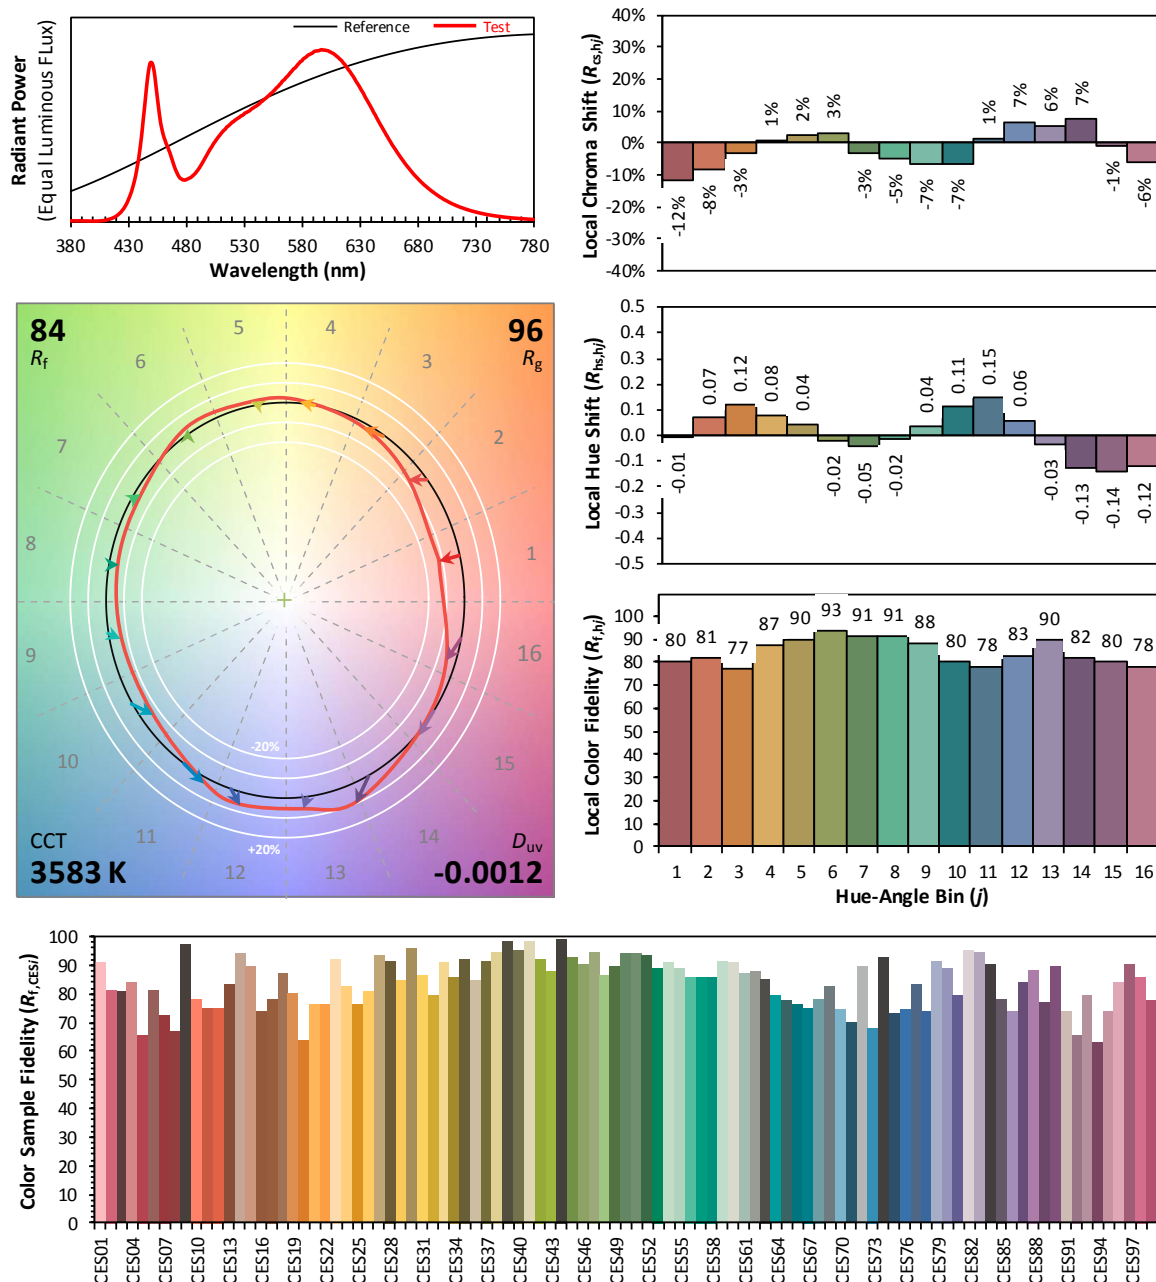 Reference Test
Radiant Power
(Equal Luminous Flux)
380 430 480 530 580 630 680 730 780
Wavelength (nm)
Local Chroma Shift (Rcs,hj)
40%
30%
20%
10%
0%
-10%
-20%
-30%
-40%
-12% -8% -3% 1% 2% 3% -3% -5% -7% -7% 1% 7% 6% 7% -1% -6%
84
Rf
96
Rg
5 4
6 3
7 2
8 1
9 16
10 15
11 14
12 13
-20%
+20%
CCT
3583 K
Duv
-0.0012
Local Hue Shift (Rhs,hj)
0.5
0.4
0.3
0.2
0.1
0.0
-0.1
-0.2
-0.3
-0.4
-0.5
-0.01 0.07 0.12 0.08 0.04 -0.02 -0.05 -0.02 0.04 0.11 0.15 0.06 -0.03 -0.13 -0.14 -0.12
Local Color Fidelity (Rf,hj)
100
90
80
70
60
50
40
30
20
10
0
80 81 77 87 90 93 91 91 88 80 78 83 90 82 80 78
1 2 3 4 5 6 7 8 9 10 11 12 13 14 15 16
Hue-Angle Bin (j)
Color Sample Fidelity (Rf,CESi)
100
90
80
70
60
50
40
30
20
10
0
CES01 CES04 CES07 CES10 CES13 CES16 CES19 CES22 CES25 CES28 CES31 CES34 CES37 CES40 CES43 CES46 CES49 CES52 CES55 CES58 CES61 CES64 CES67 CES70 CES73 CES76 CES79 CES82 CES85 CES88 CES91 CES94 CES97